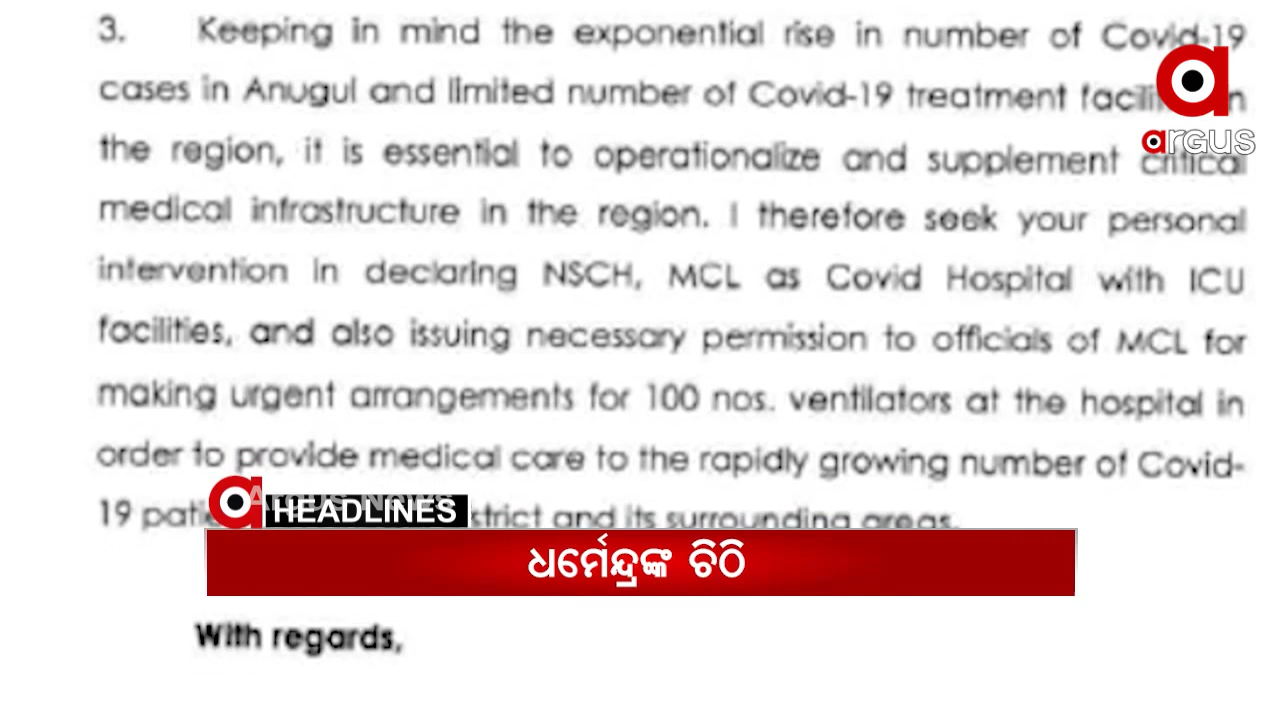 3. Keeping in mind the exponential rise in number of Covid-19
cases in Anugul and limited number of Covid-19 treatment in
the region, it is essential to operationalize and supplement critical
medical infrastructure in the region. I therefore seek your personal
intervention in declaring NSCH, MCL as Covid Hospital with ICU
facilities, and also issuing necessary permission to officials of MCL for
making urgent arrangements for 100 nos. ventilators at the hospital in
order to provide medical care to the rapidly growing number of Covid-
19 and its surrounding areas.
With regards,
argus
Argus News
HEADLINES
ଧର୍ମେନ୍ଦ୍ରଙ୍କ ଚିଠି